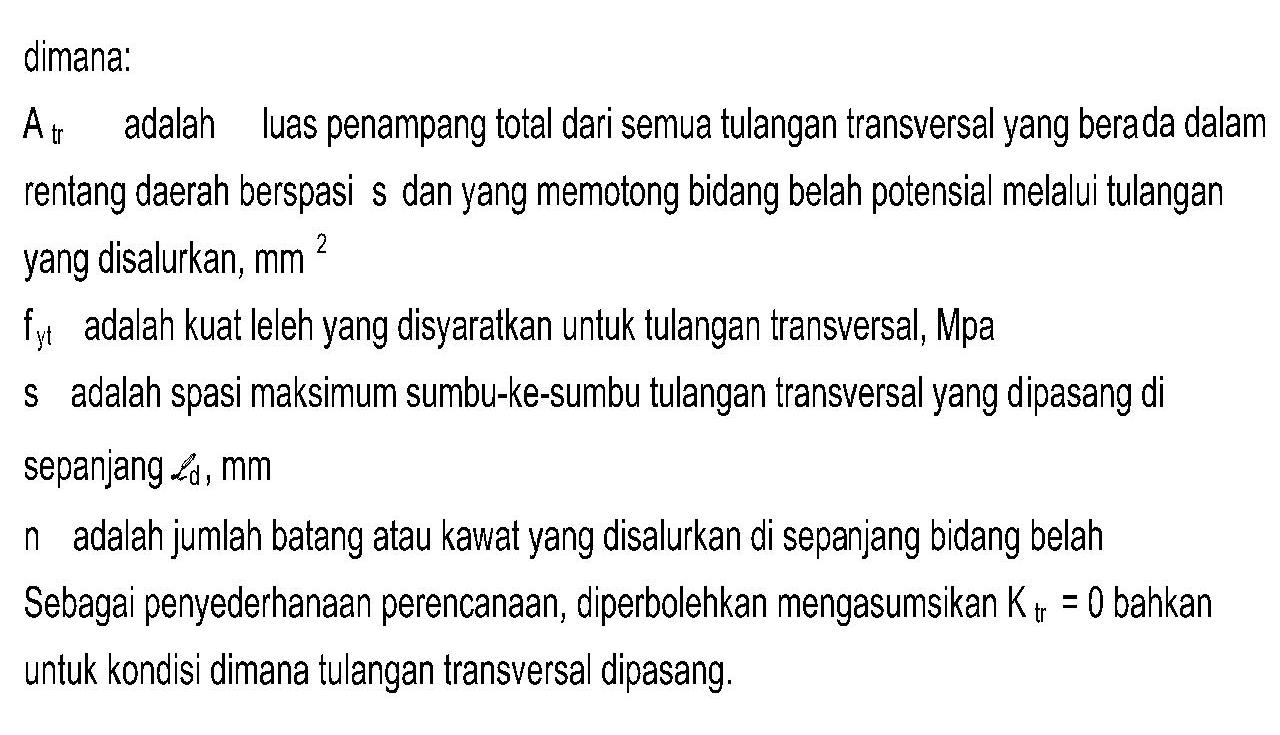 dimana:
A tr adalah luas penampang total dari semua tulangan transversal yang berada dalam
rentang daerah berspasi s dan yang memotong bidang belah potensial melalui tulangan
yang disalurkan, mm 2
f yt adalah kuat leleh yang disyaratkan untuk tulangan transversal, Mpa
s adalah spasi maksimum sumbu-ke-sumbu tulangan transversal yang dipasang di
sepanjang ℒd, mm
n adalah jumlah batang atau kawat yang disalurkan di sepanjang bidang belah
Sebagai penyederhanaan perencanaan, diperbolehkan mengasumsikan K tr = 0 bahkan
untuk kondisi dimana tulangan transversal dipasang.